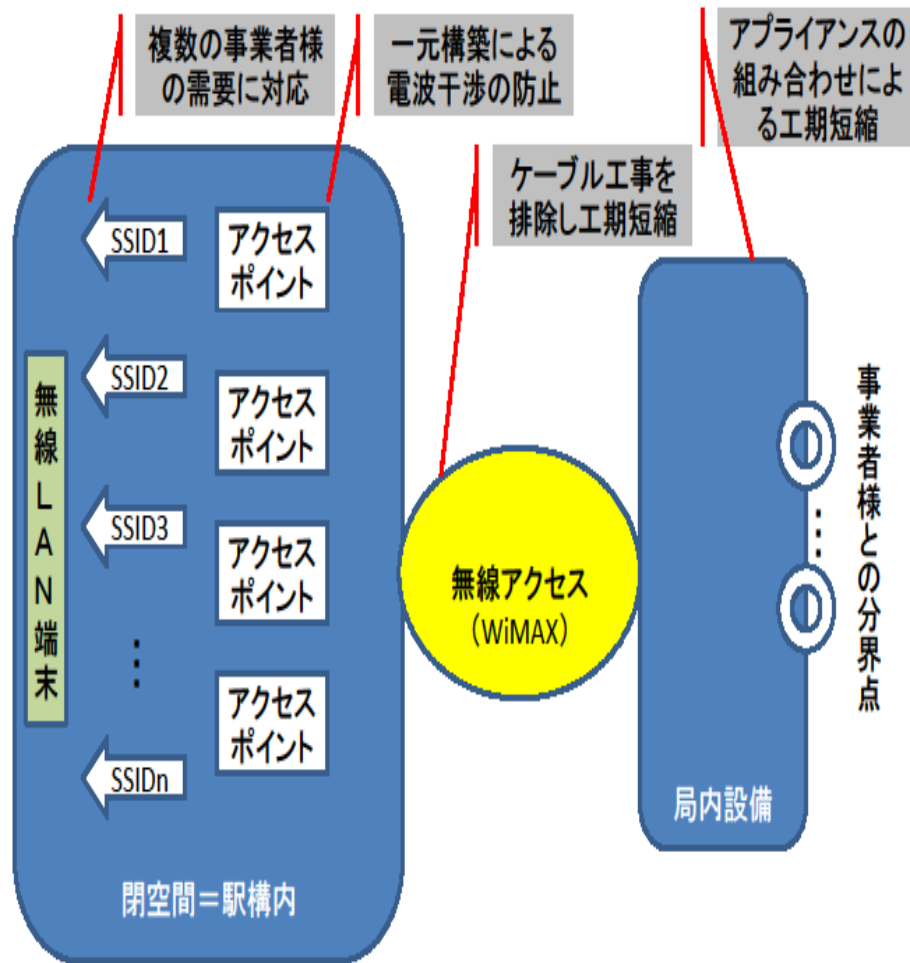 複数の事業者様
の需要に対応
一元構築による
電波干渉の防止
アプライアンスの
組み合わせによ
る工期短縮
ケーブル工事を
排除し工期短縮
SSID1
アクセス
ポイント
SSID2
アクセス
ポイント
SSID3
アクセス
ポイント
⋮
SSIDn
アクセス
ポイント
無線LAN端末
閉空間＝駅構内
無線アクセス
（WiMAX）
局内設備
⋮
事業者様との分界点